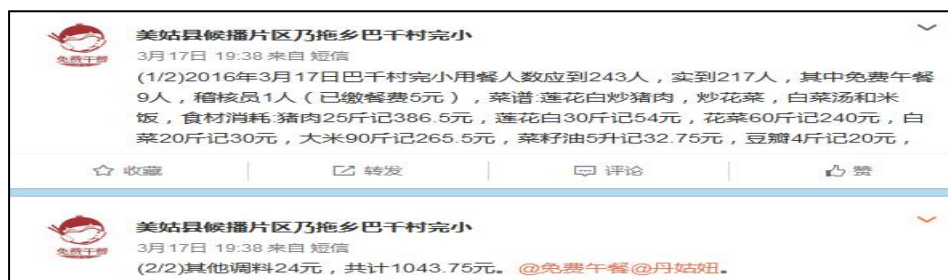 美姑县候播片区乃拖乡巴千村完小
3月17日 19:38 来自 短信
免费午餐
(1/2)2016年3月17日巴千村完小用餐人数应到243人，实到217人，其中免费午餐
9人，稽核员1人（已缴餐费5元），菜谱:莲花白炒猪肉，炒花菜，白菜汤和米
饭，食材消耗:猪肉25斤记386.5元，莲花白30斤记54元，花菜60斤记240元，白
菜20斤记30元，大米90斤记265.5元，菜籽油5升记32.75元，豆瓣4斤记20元，
收藏 转发 评论 赞
美姑县候播片区乃拖乡巴千村完小
3月17日 19:38 来自 短信
免费午餐
(2/2)其他调料24元，共计1043.75元。@免费午餐@丹姑妞。